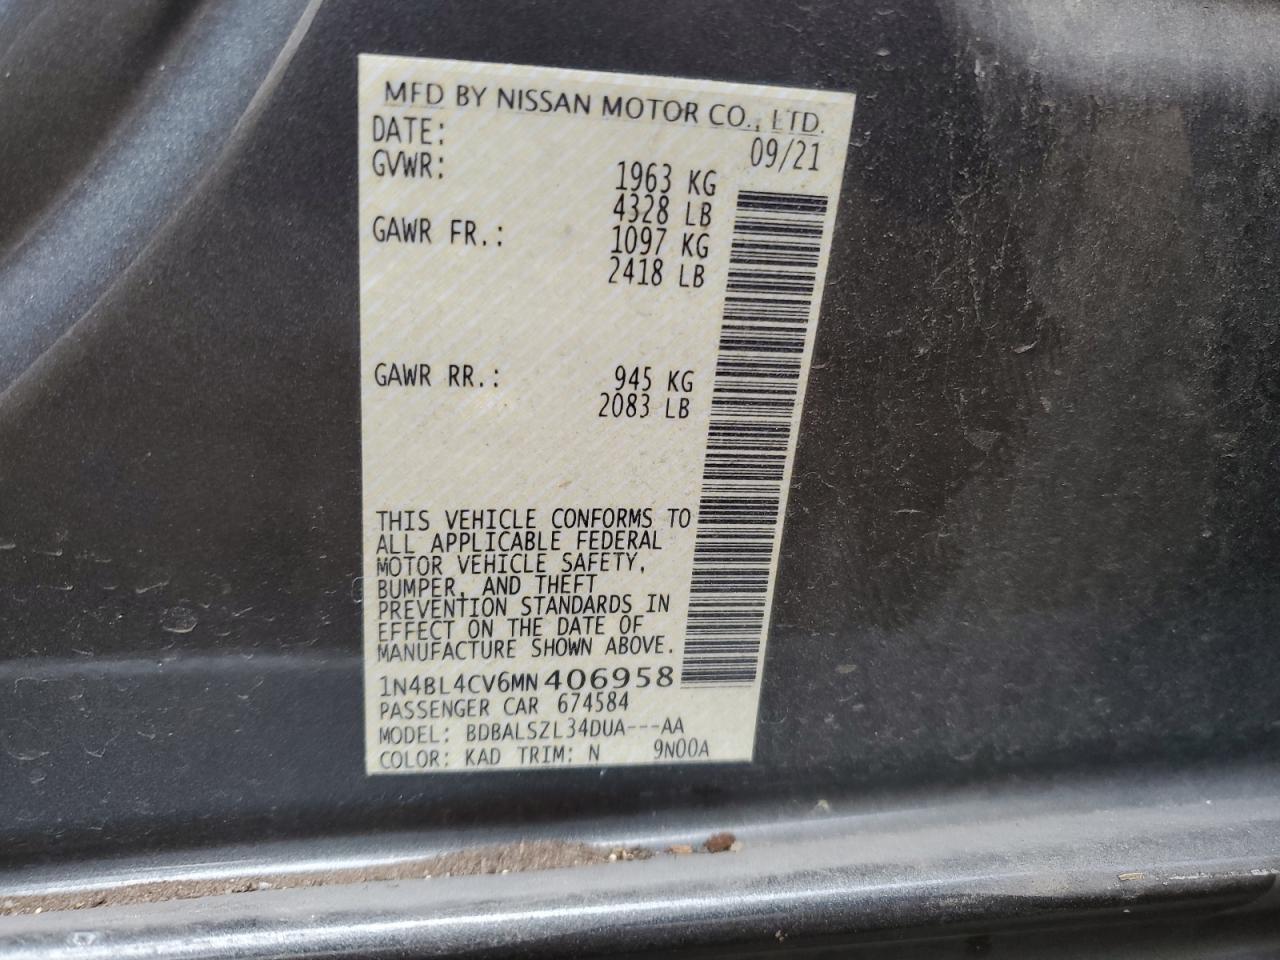 MFD BY NISSAN MOTOR CO., LTD.
DATE: 09/21
GVWR: 1963 KG
4328 LB
GAWR FR.: 1097 KG
2418 LB
GAWR RR.: 945 KG
2083 LB
THIS VEHICLE CONFORMS TO
ALL APPLICABLE FEDERAL
MOTOR VEHICLE SAFETY,
BUMPER, AND THEFT
PREVENTION STANDARDS IN
EFFECT ON THE DATE OF
MANUFACTURE SHOWN ABOVE.
1N4BL4CV6MN406958
PASSENGER CAR 674584
MODEL: BDBALSZL34DUA---AA
COLOR: KAD TRIM: N 9N00A